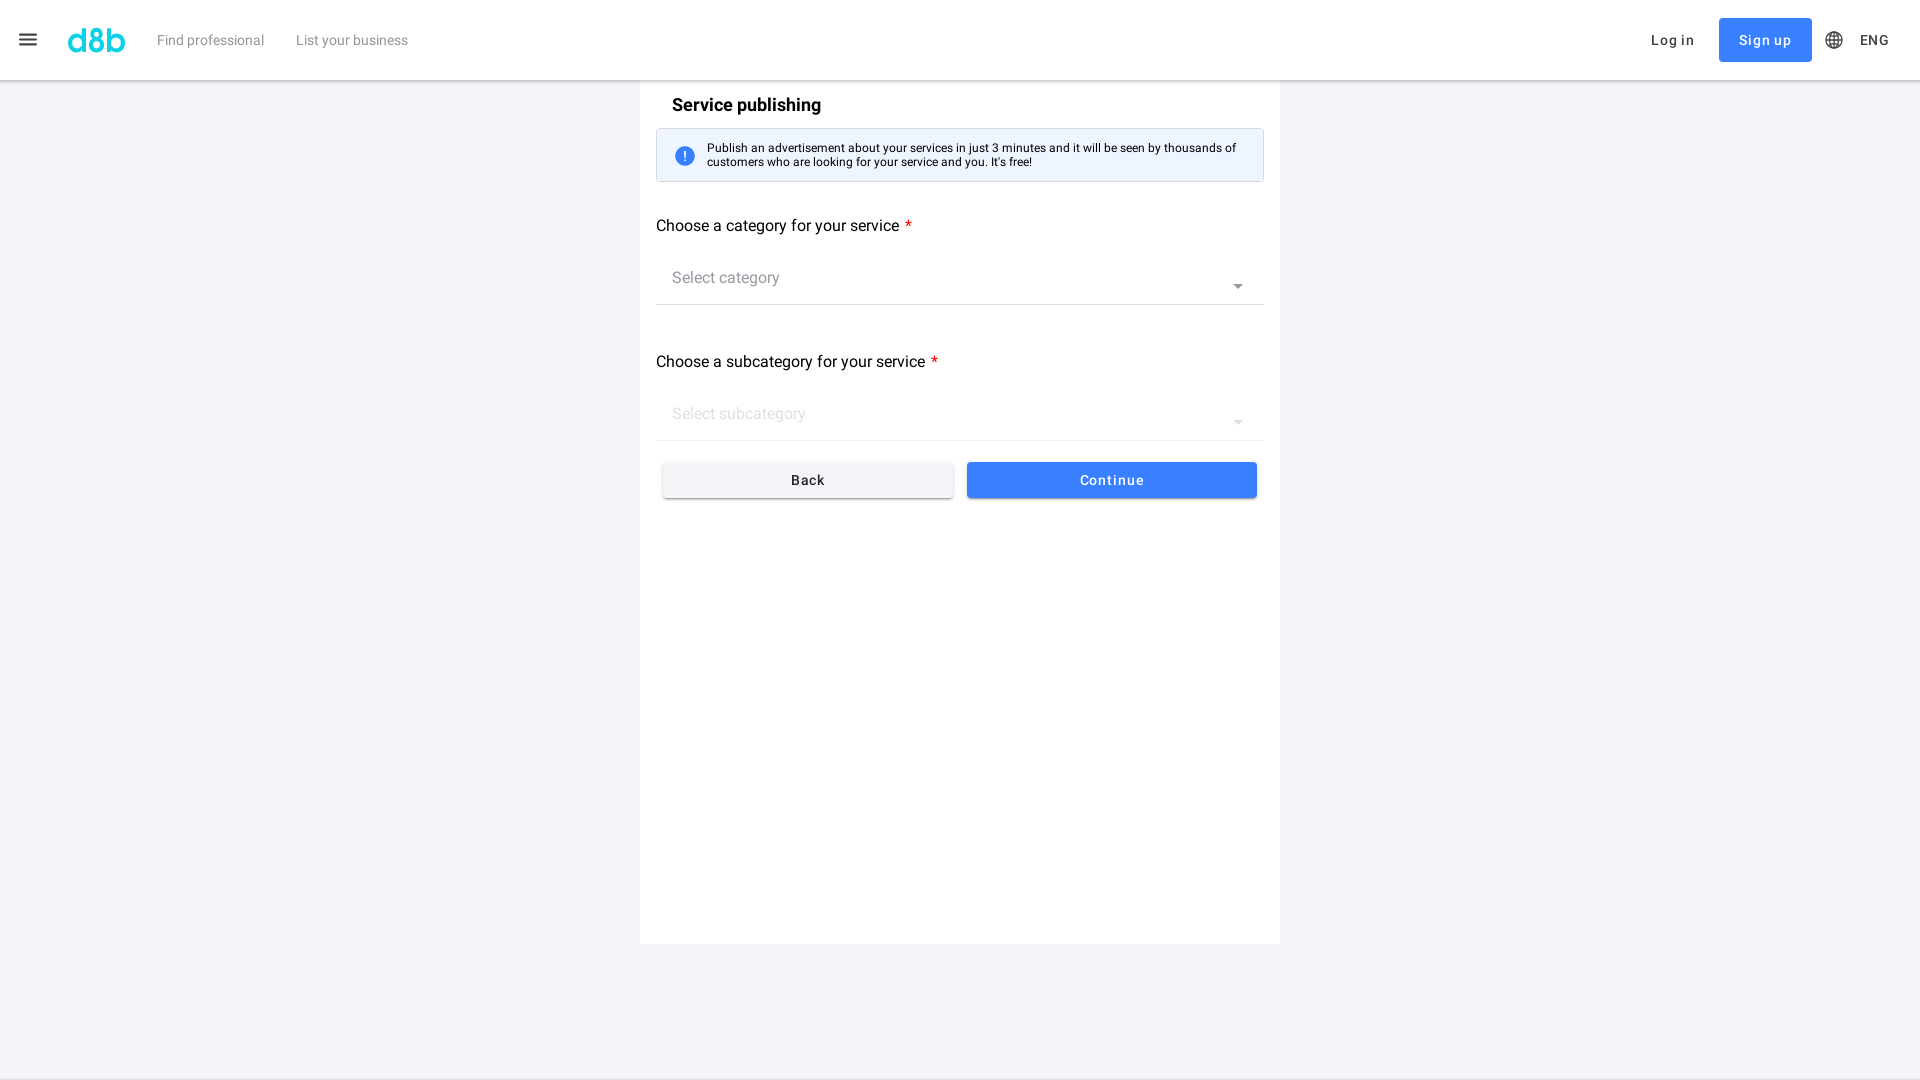 d8b
Find professional
List your business
Log in
Sign up
ENG
Service publishing
Publish an advertisement about your services in just 3 minutes and it will be seen by thousands of
customers who are looking for your service and you. It's free!
Choose a category for your service *
Select category
Choose a subcategory for your service *
Select subcategory
Back
Continue